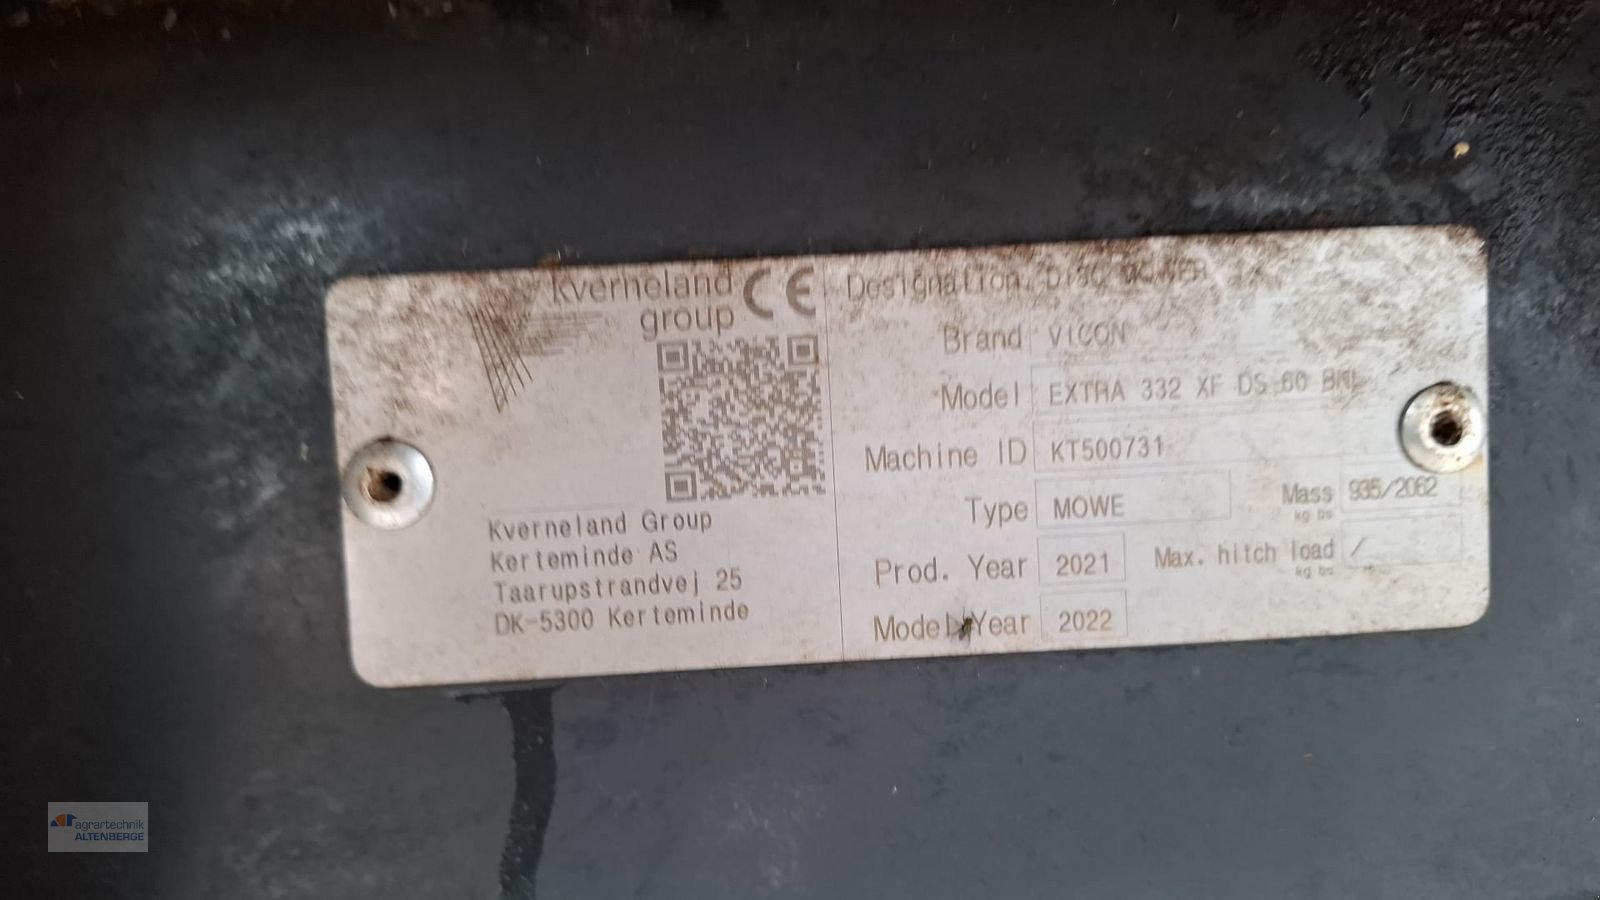 kverneland
group
CE
Kverneland Group
Kerteminde AS
Taarupstrandvej 25
DK-5300 Kerteminde
Designation DISC MOWER
Brand VICON
Model EXTRA 332 XF DS 60
Machine ID KT500731
Type MOWE
Mass 935/2062
kg
Prod. Year 2021
Max. hitch load /
kg
Model Year 2022
agrartechnik
ALTENBERGE